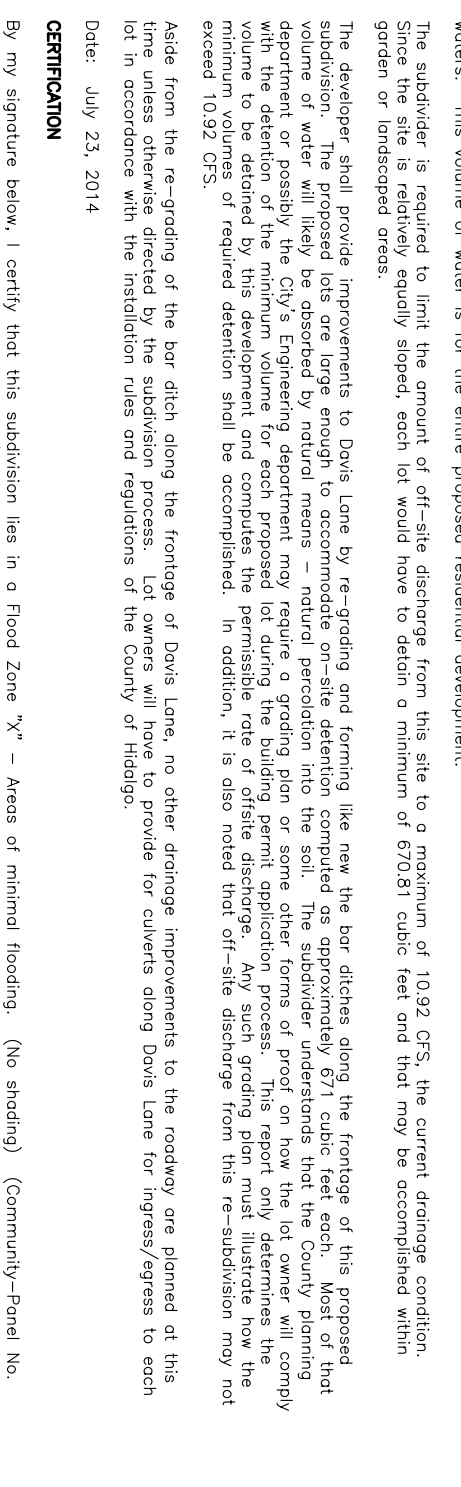 waters. This volume of water is for the entire proposed residential development.
The subdivider is required to limit the amount of off-site discharge from this site to a maximum of 10.92 CFS, the current drainage condition.
Since the site is relatively equally sloped, each lot would have to detain a minimum of 670.81 cubic feet and that may be accomplished within
garden or landscaped areas.
The developer shall provide improvements to Davis Lane by re-grading and forming like new the bar ditches along the frontage of this proposed
subdivision. The proposed lots are large enough to accommodate on-site detention computed as approximately 671 cubic feet each. Most of that
volume of water will likely be absorbed by natural means - natural percolation into the soil. The subdivider understands that the County planning
department or possibly the City's Engineering department may require a grading plan or some other forms of proof on how the lot owner will comply
with the detention of the minimum volume for each proposed lot during the building permit application process. This report only determines the
volume to be detained by this development and computes the permissible rate of offsite discharge. Any such grading plan must illustrate how the
minimum volumes of required detention shall be accomplished. In addition, it is also noted that off-site discharge from this re-subdivision may not
exceed 10.92 CFS.
Aside from the re-grading of the bar ditch along the frontage of Davis Lane, no other drainage improvements to the roadway are planned at this
time unless otherwise directed by the subdivision process. Lot owners will have to provide for culverts along Davis Lane for ingress/egress to each
lot in accordance with the installation rules and regulations of the County of Hidalgo.
Date: July 23, 2014
CERTIFICATION
By my signature below, I certify that this subdivision lies in a Flood Zone "X" - Areas of minimal flooding. (No shading) (Community-Panel No.